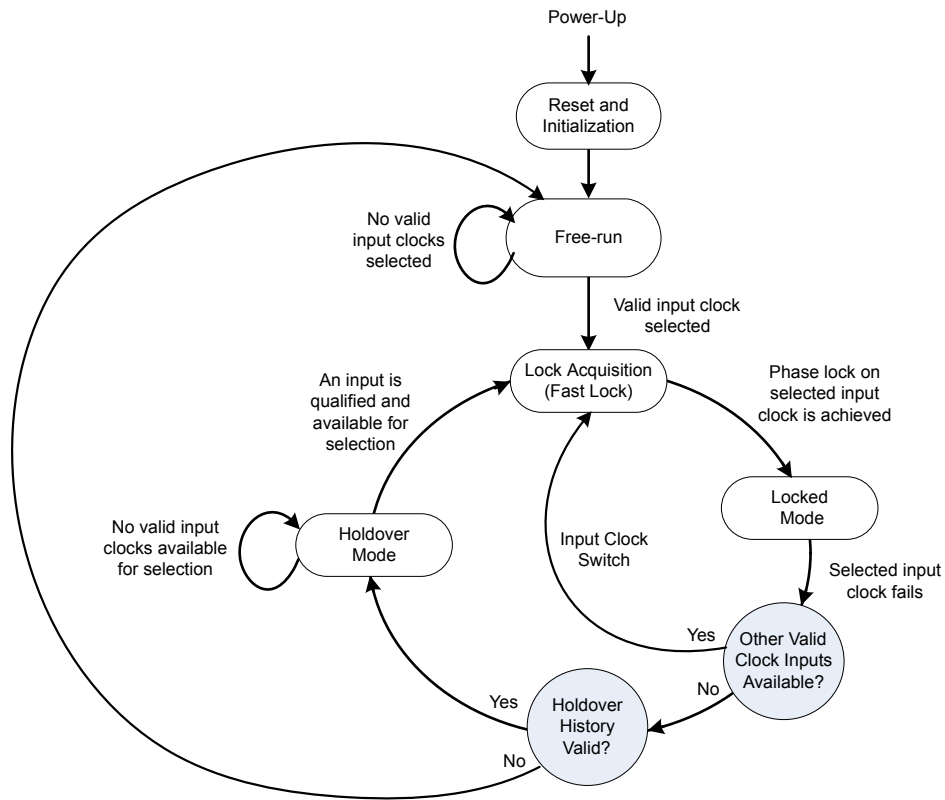 Power-Up
Reset and
Initialization
No valid
input clocks
selected
Free-run
Valid input clock
selected
Lock Acquisition
(Fast Lock)
An input is
qualified and
available for
selection
Phase lock on
selected input
clock is achieved
Locked
Mode
No valid input
clocks available
for selection
Holdover
Mode
Input Clock
Switch
Selected input
clock fails
Other Valid
Clock Inputs
Available?
Yes
No
Holdover
History
Valid?
Yes
No